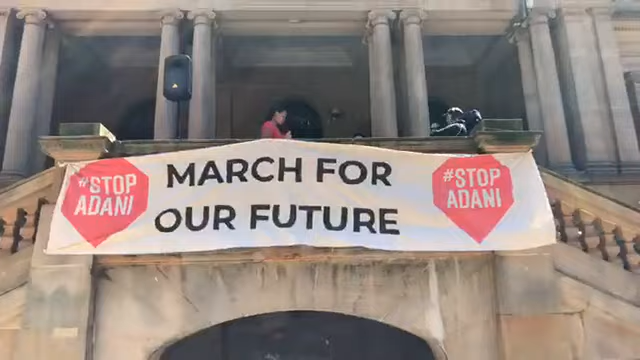 #STOP
ADANI
MARCH FOR
OUR FUTURE
#STOP
ADANI